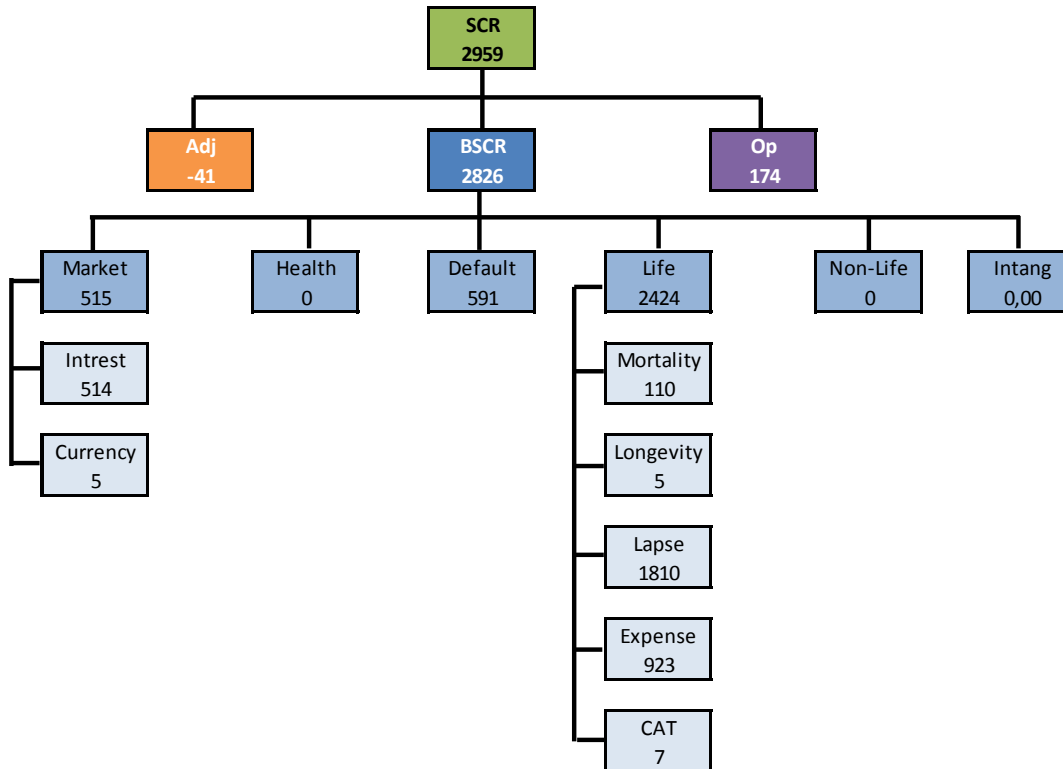 SCR
2959
Adj
-41
BSCR
2826
Op
174
Market
515
Health
0
Default
591
Life
2424
Non-Life
0
Intang
0,00
Intrest
514
Mortality
110
Currency
5
Longevity
5
Lapse
1810
Expense
923
CAT
7